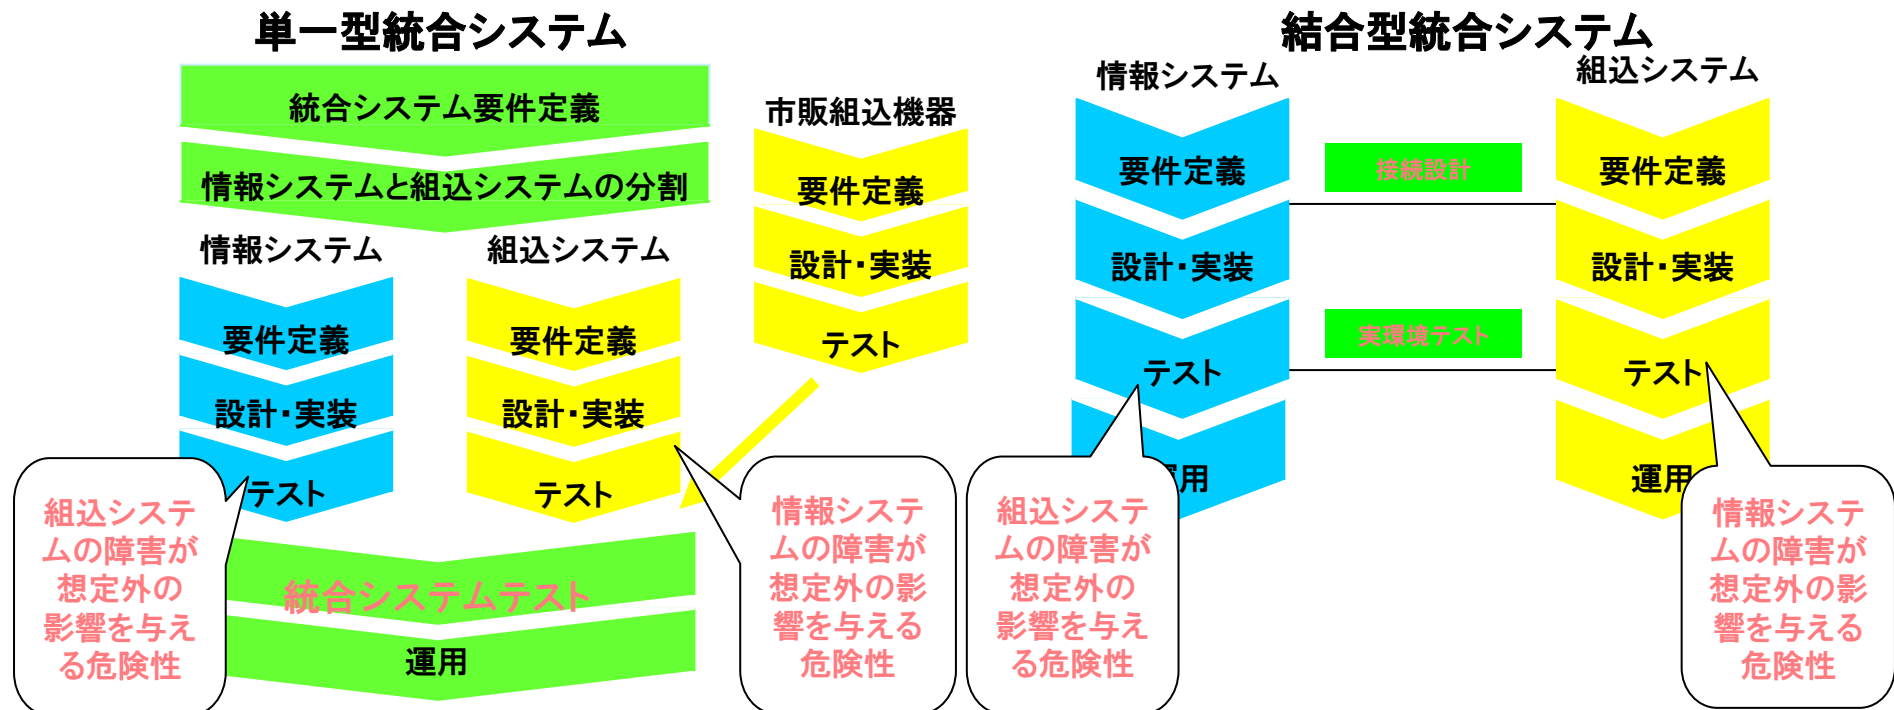 単一型統合システム
統合システム要件定義
情報システムと組込システムの分割
情報システム
要件定義
設計・実装
テスト
組込システム
要件定義
設計・実装
テスト
市販組込機器
要件定義
設計・実装
テスト
統合システムテスト
運用
組込システ
ムの障害が
想定外の
影響を与え
る危険性
情報システ
ムの障害が
想定外の影
響を与える
危険性
結合型統合システム
情報システム
要件定義
設計・実装
テスト
用
接続設計
実環境テスト
組込システム
要件定義
設計・実装
テスト
運用
組込システ
ムの障害が
想定外の
影響を与え
る危険性
情報システ
ムの障害が
想定外の影
響を与える
危険性